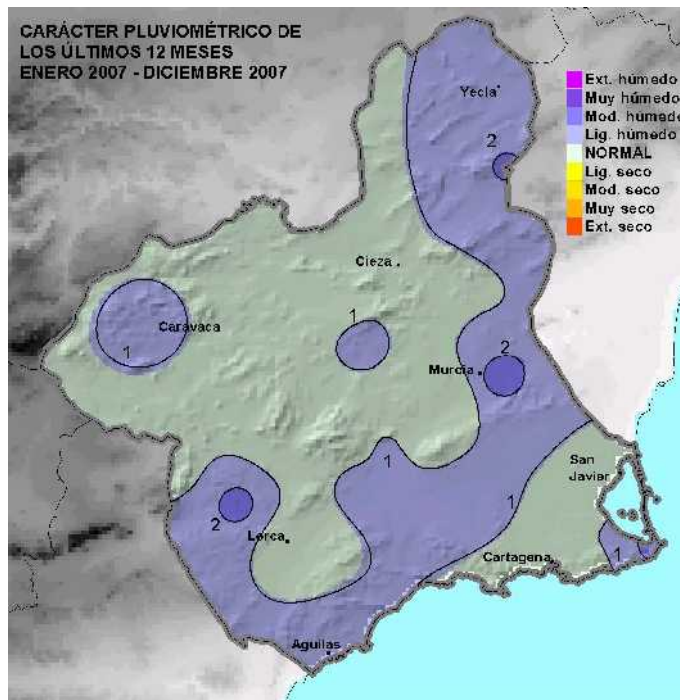 CARÁCTER PLUVIOMÉTRICO DE
LOS ÚLTIMOS 12 MESES
ENERO 2007 - DICIEMBRE 2007
Ext. húmedo
Muy húmedo
Mod. húmedo
Lig. húmedo
NORMAL
Lig. seco
Mod. seco
Muy seco
Ext. seco
Yecla
2
Cieza
1
Caravaca
1
2
Murcia
1
San
Javier
1
2
Lorca
Cartagena
1
Aguilas